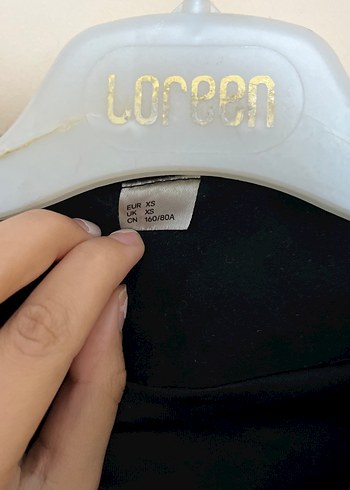 Loreen
EUR XS
UK XS
CN 160/80A